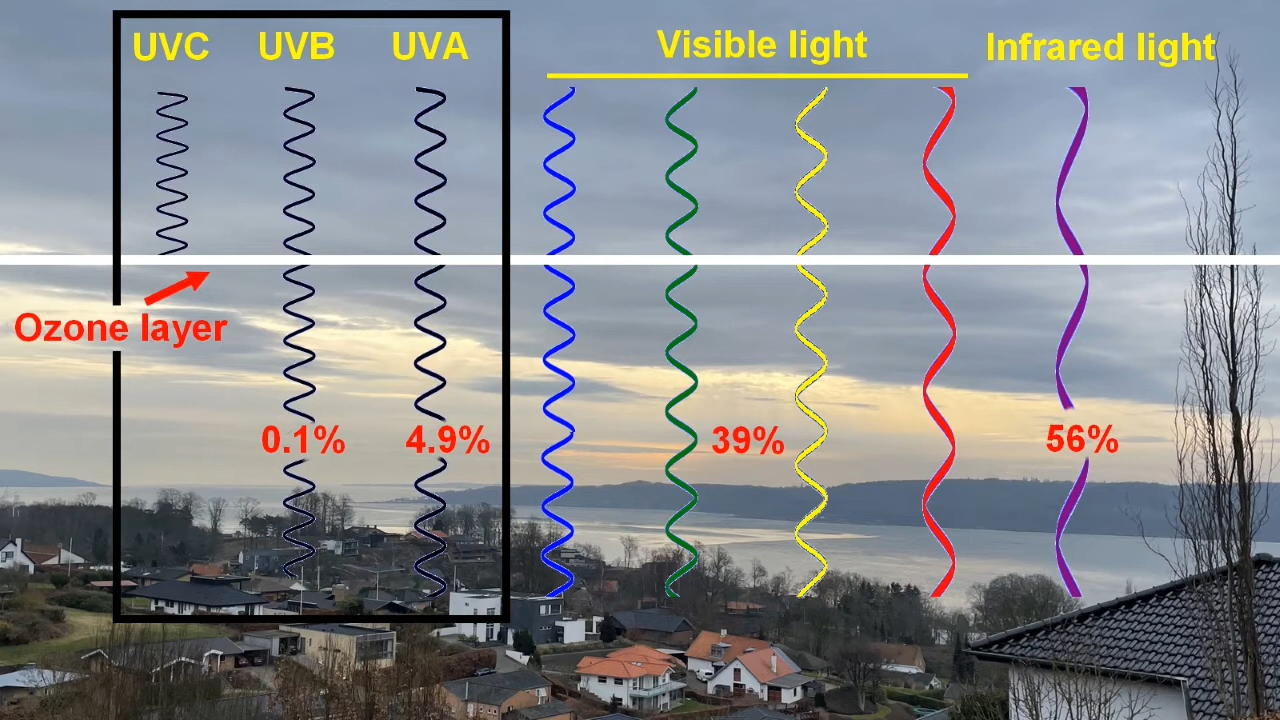 UVC UVB UVA Visible light Infrared light
Ozone layer
0.1% 4.9% 39% 56%